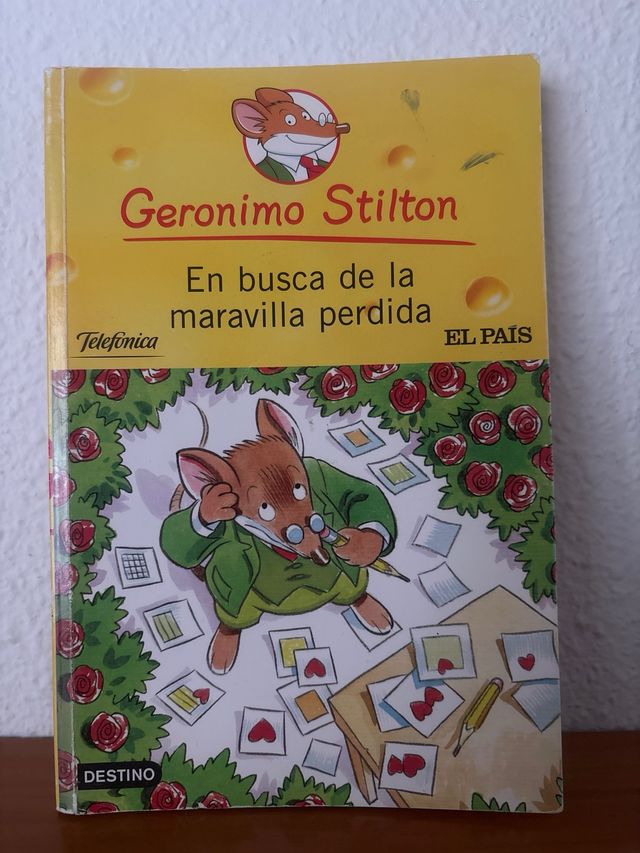 Geronimo Stilton
En busca de la
maravilla perdida
Telefónica
EL PAÍS
DESTINO